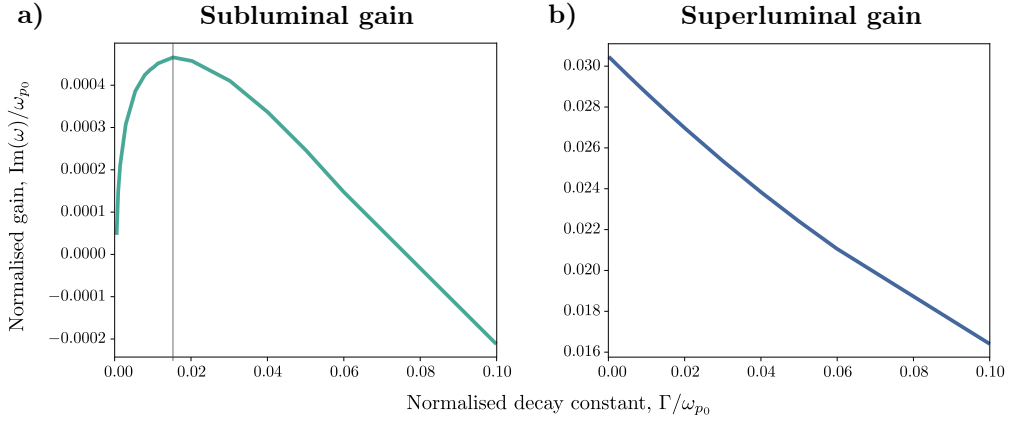 a) Subluminal gain
b) Superluminal gain
Normalised gain, Im(ω)/ω_{p_0}
0.0004
0.0003
0.0002
0.0001
0.0000
−0.0001
−0.0002
0.00 0.02 0.04 0.06 0.08 0.10
0.030
0.028
0.026
0.024
0.022
0.020
0.018
0.016
0.00 0.02 0.04 0.06 0.08 0.10
Normalised decay constant, Γ/ω_{p_0}